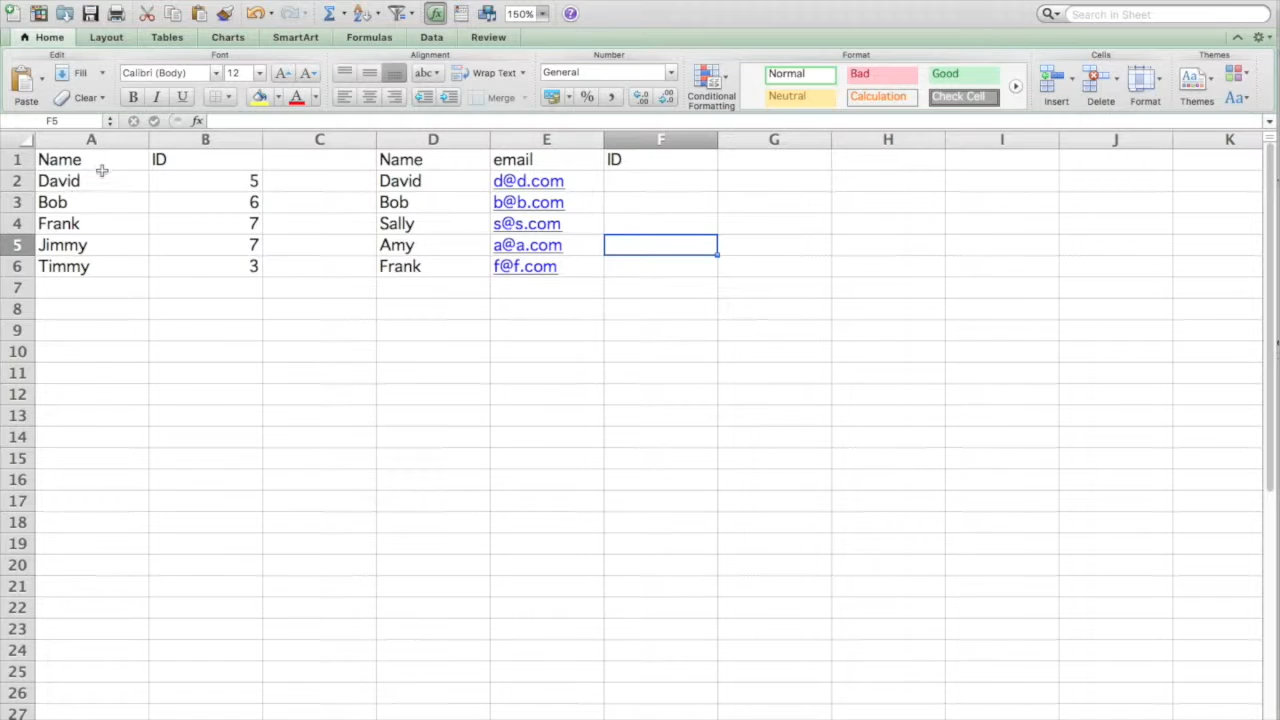 150% Search in Sheet
Home Layout Tables Charts SmartArt Formulas Data Review
Edit Font Alignment Number Format Cells Themes
Paste Fill Clear Calibri (Body) 12 A A B I U A abc Wrap Text Merge General % , Conditional Formatting Normal Bad Good Neutral Calculation Check Cell Insert Delete Format Aa Themes Aa
F5 fx
A B C D E F G H I J K
1 Name ID Name email ID
2 David 5 David d@d.com
3 Bob 6 Bob b@b.com
4 Frank 7 Sally s@s.com
5 Jimmy 7 Amy a@a.com
6 Timmy 3 Frank f@f.com
7
8
9
10
11
12
13
14
15
16
17
18
19
20
21
22
23
24
25
26
27